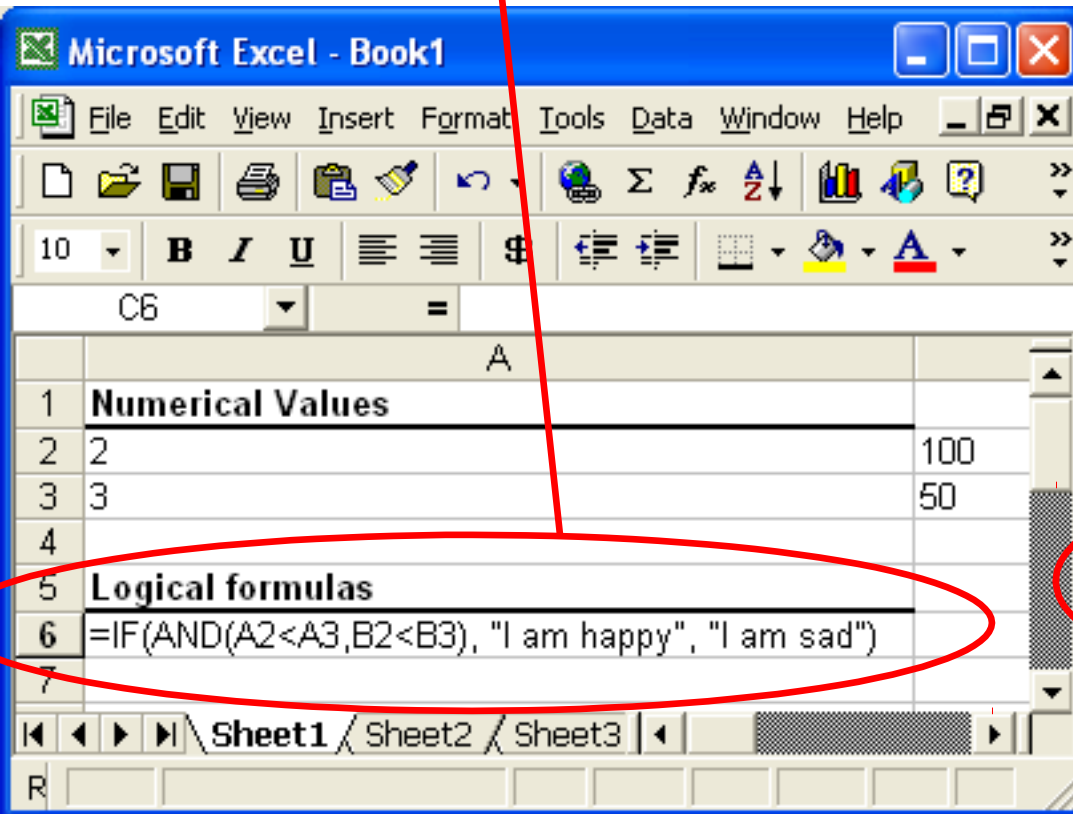 Microsoft Excel - Book1
File Edit View Insert Format Tools Data Window Help
10 B I U $ A
C6 =
A
1 Numerical Values
2 2 100
3 3 50
4
5 Logical formulas
6 =IF(AND(A2<A3,B2<B3), "I am happy", "I am sad")
7
Sheet1 Sheet2 Sheet3
R